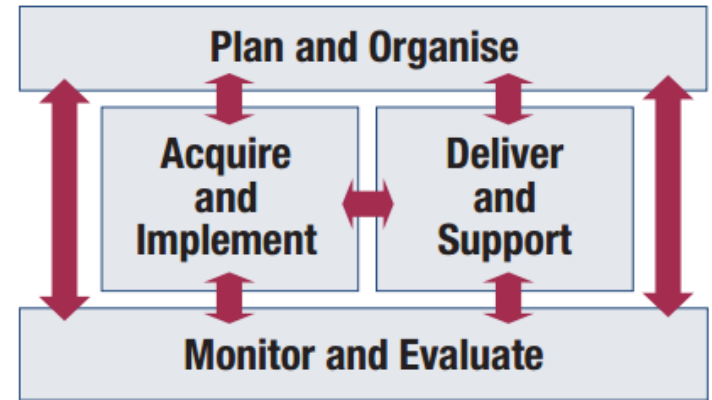 Plan and Organise
Acquire
and
Implement
Deliver
and
Support
Monitor and Evaluate